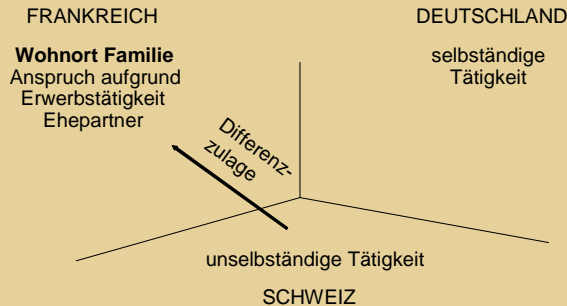 FRANKREICH
Wohnort Familie
Anspruch aufgrund
Erwerbstätigkeit
Ehepartner
DEUTSCHLAND
selbständige
Tätigkeit
Differenz-
zulage
unselbständige Tätigkeit
SCHWEIZ